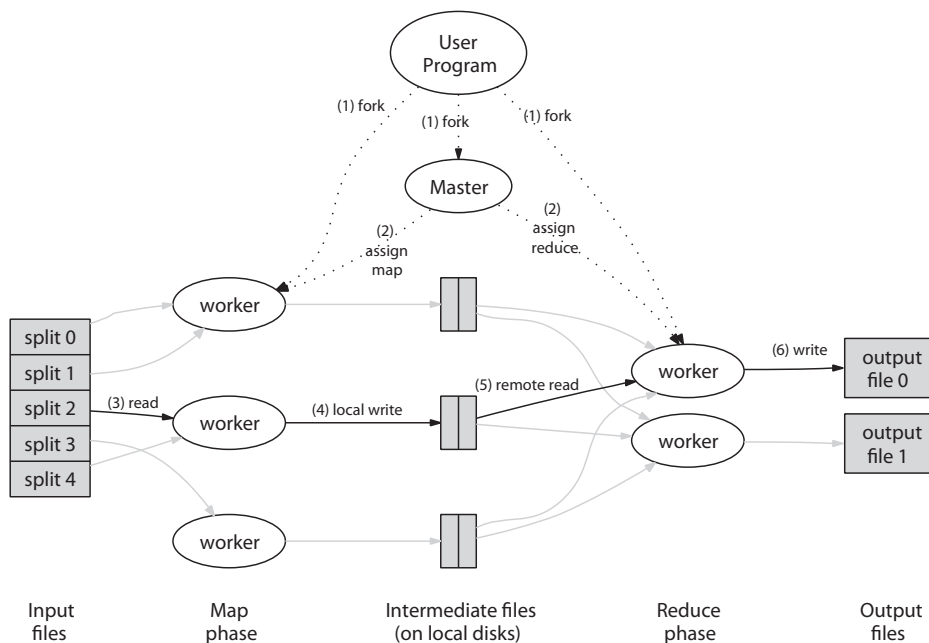 User
Program
(1) fork
(1) fork
(1) fork
Master
(2)
assign
map
(2)
assign
reduce
worker
split 0
split 1
split 2
split 3
split 4
(3) read
worker
(4) local write
(5) remote read
worker
(6) write
output
file 0
worker
output
file 1
worker
Input
files
Map
phase
Intermediate files
(on local disks)
Reduce
phase
Output
files